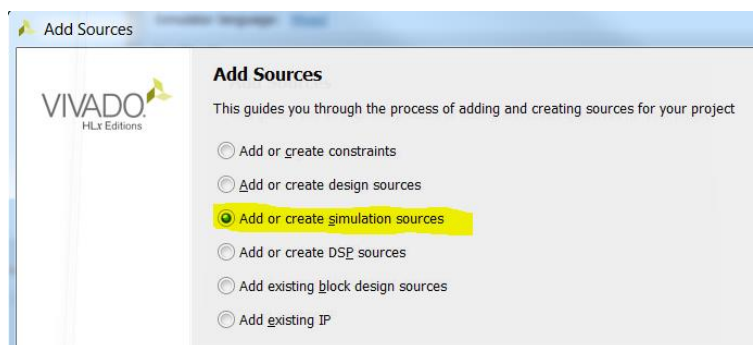 Add Sources
VIVADO
HLx Editions
Add Sources
This guides you through the process of adding and creating sources for your project
Add or create constraints
Add or create design sources
Add or create simulation sources
Add or create DSP sources
Add existing block design sources
Add existing IP